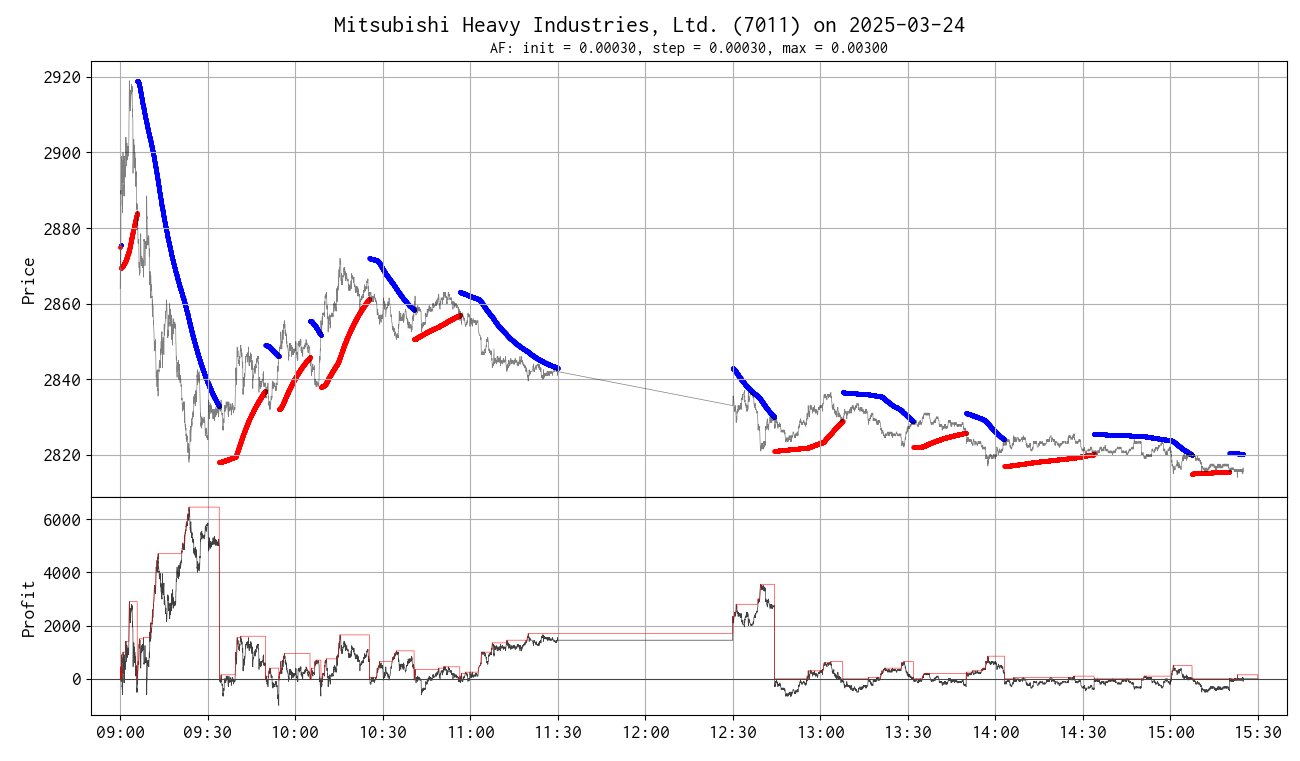 Mitsubishi Heavy Industries, Ltd. (7011) on 2025-03-24
AF: init = 0.00030, step = 0.00030, max = 0.00300
Price
2920
2900
2880
2860
2840
2820
Profit
6000
4000
2000
0
09:00 09:30 10:00 10:30 11:00 11:30 12:00 12:30 13:00 13:30 14:00 14:30 15:00 15:30